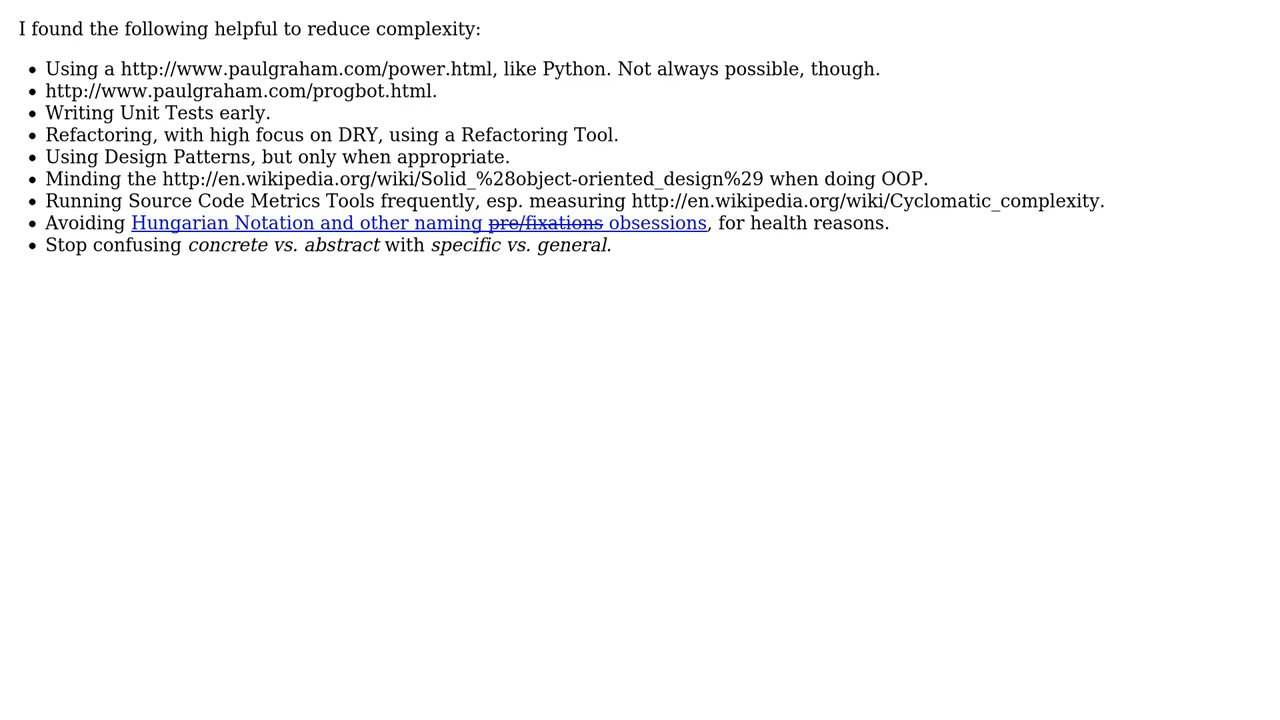 I found the following helpful to reduce complexity:
• Using a http://www.paulgraham.com/power.html, like Python. Not always possible, though.
• http://www.paulgraham.com/progbot.html.
• Writing Unit Tests early.
• Refactoring, with high focus on DRY, using a Refactoring Tool.
• Using Design Patterns, but only when appropriate.
• Minding the http://en.wikipedia.org/wiki/Solid_%28object-oriented_design%29 when doing OOP.
• Running Source Code Metrics Tools frequently, esp. measuring http://en.wikipedia.org/wiki/Cyclomatic_complexity.
• Avoiding Hungarian Notation and other naming pre/fixations obsessions, for health reasons.
• Stop confusing concrete vs. abstract with specific vs. general.